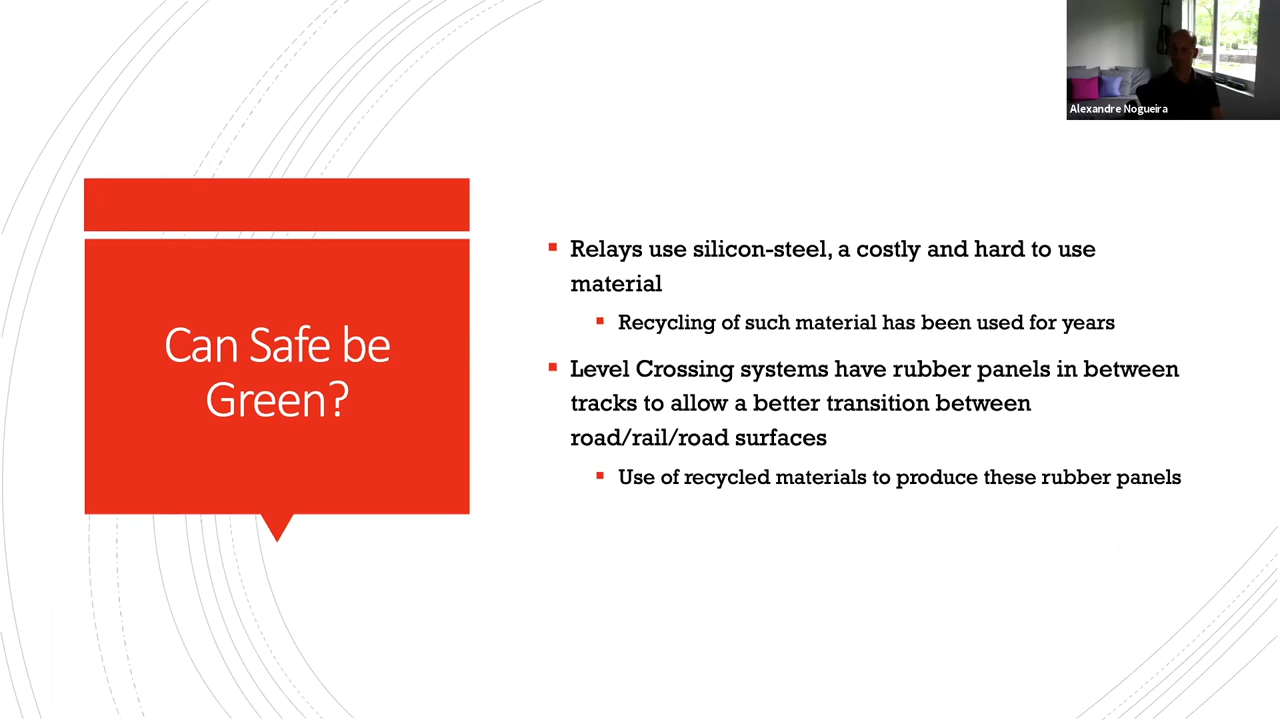 Alexandre Nogueira
Can Safe be
Green?
Relays use silicon-steel, a costly and hard to use
material
Recycling of such material has been used for years
Level Crossing systems have rubber panels in between
tracks to allow a better transition between
road/rail/road surfaces
Use of recycled materials to produce these rubber panels